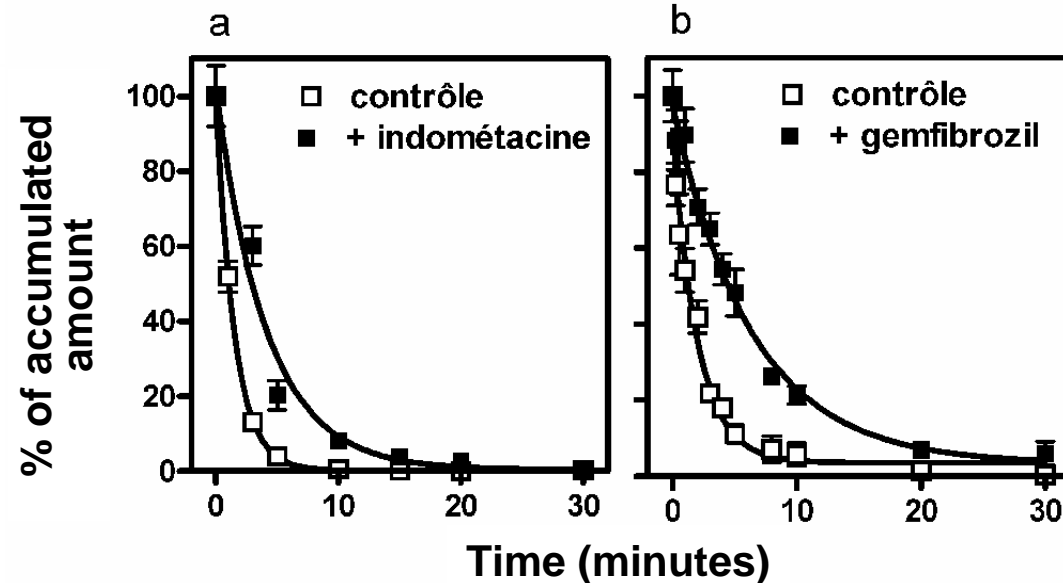 a
contrôle
+ indométacine
b
contrôle
+ gemfibrozil
% of accumulated
amount
100
80
60
40
20
0
0 10 20 30
0 10 20 30
Time (minutes)